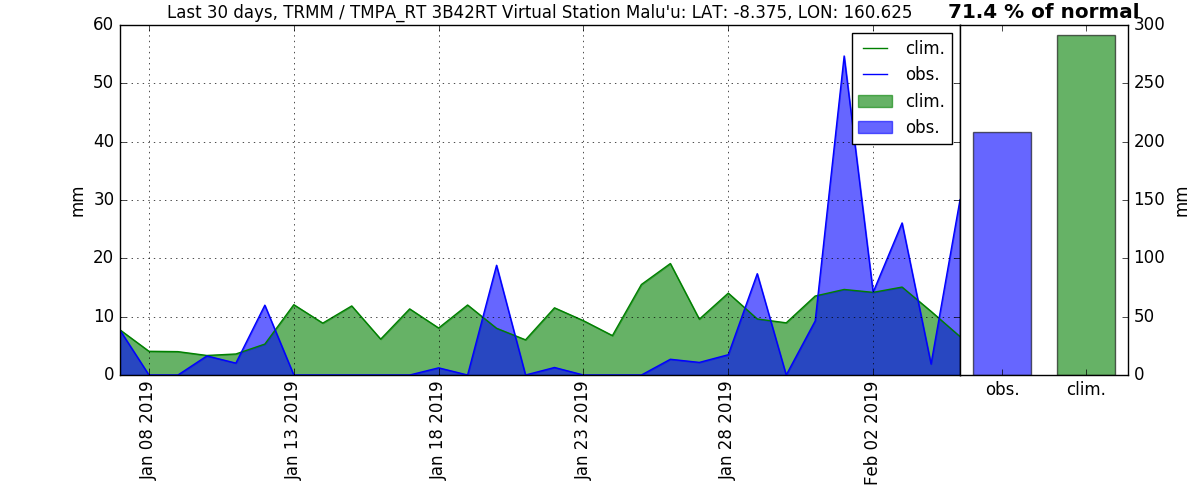 Last 30 days, TRMM / TMPA_RT 3B42RT Virtual Station Malu'u: LAT: -8.375, LON: 160.625
71.4 % of normal
60
50
40
30
20
10
0
mm
clim.
obs.
clim.
obs.
Jan 08 2019
Jan 13 2019
Jan 18 2019
Jan 23 2019
Jan 28 2019
Feb 02 2019
300
250
200
150
100
50
0
mm
obs.
clim.